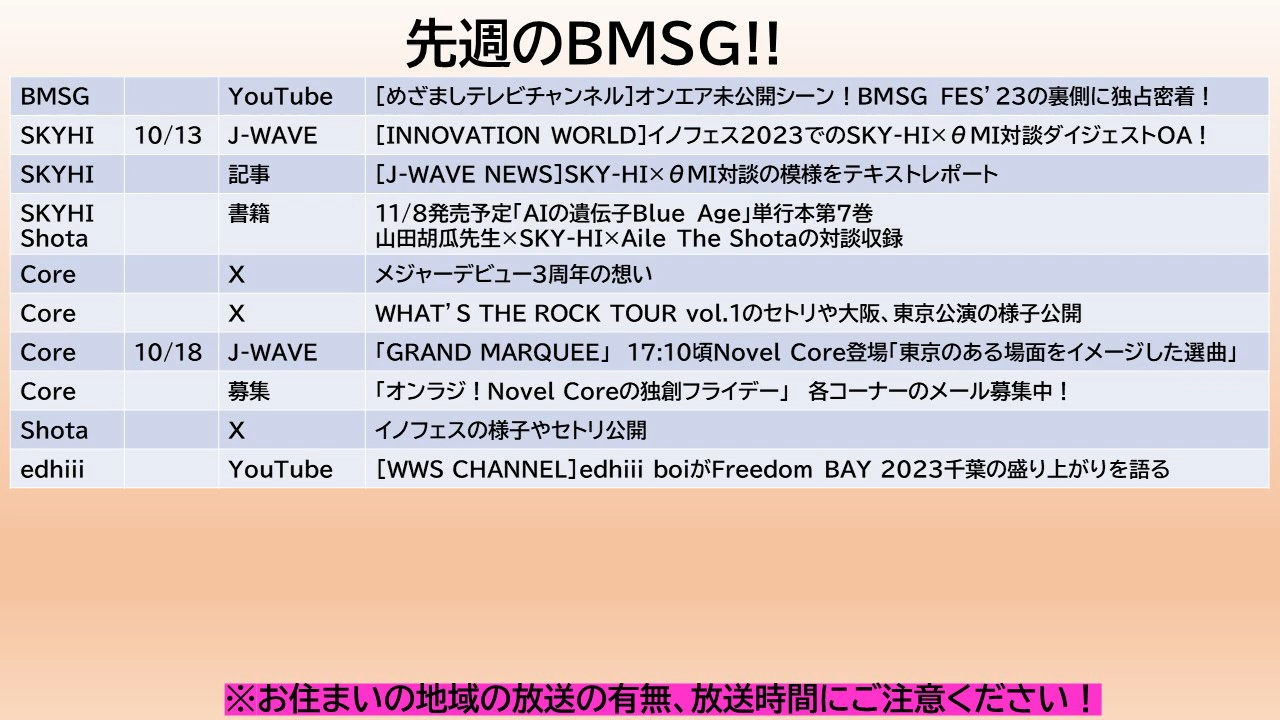 先週のBMSG!!
BMSG YouTube [めざましテレビチャンネル]オンエア未公開シーン！BMSG FES’23の裏側に独占密着！
SKYHI 10/13 J-WAVE [INNOVATION WORLD]イノフェス2023でのSKY-HI×θMI対談ダイジェストOA！
SKYHI 記事 [J-WAVE NEWS]SKY-HI×θMI対談の模様をテキストレポート
SKYHI 書籍 11/8発売予定「AIの遺伝子Blue Age」単行本第7巻
Shota 山田胡瓜先生×SKY-HI×Aile The Shotaの対談収録
Core X メジャーデビュー3周年の想い
Core X WHAT’S THE ROCK TOUR vol.1のセトリや大阪、東京公演の様子公開
Core 10/18 J-WAVE 「GRAND MARQUEE」 17:10頃Novel Core登場「東京のある場面をイメージした選曲」
Core 募集 「オンラジ！Novel Coreの独創フライデー」 各コーナーのメール募集中！
Shota X イノフェスの様子やセトリ公開
edhiii YouTube [WWS CHANNEL]edhiii boiがFreedom BAY 2023千葉の盛り上がりを語る
※お住まいの地域の放送の有無、放送時間にご注意ください！